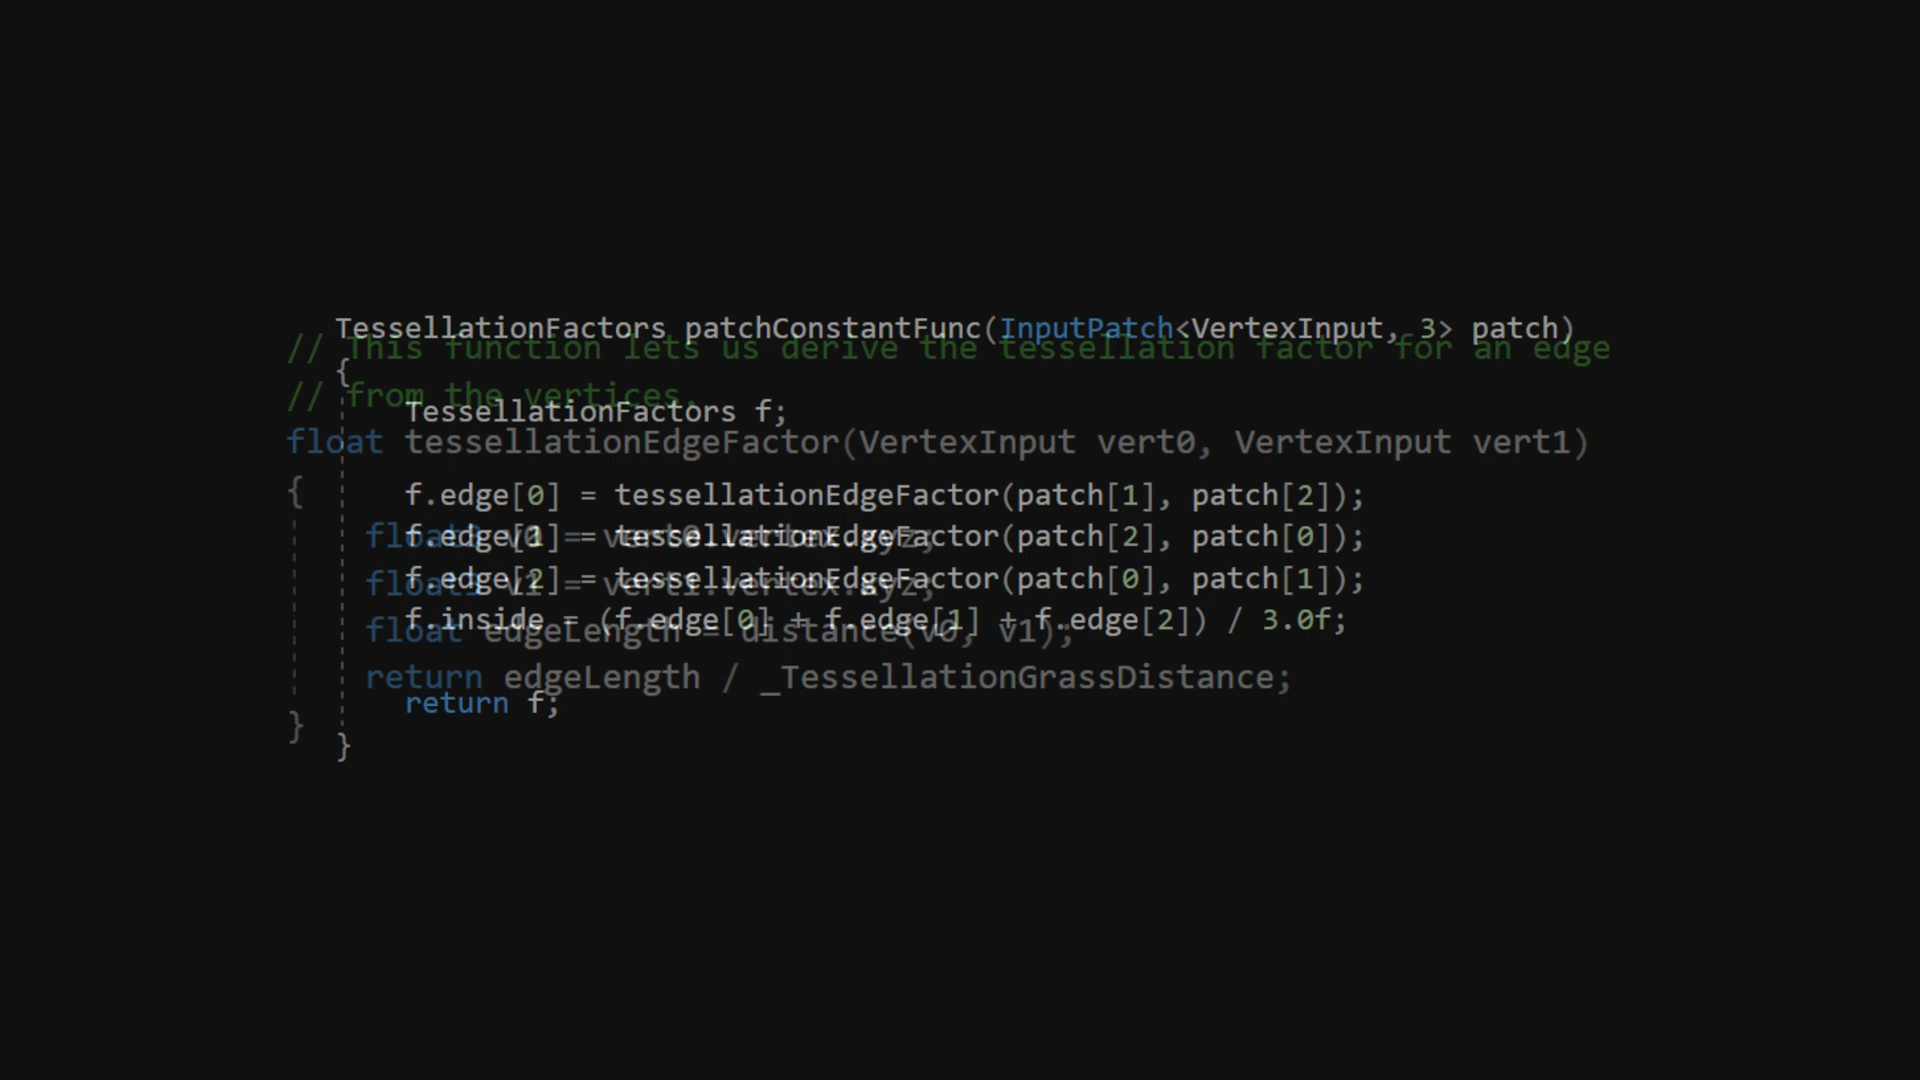 TessellationFactors patchConstantFunc(InputPatch<VertexInput, 3> patch)
{
TessellationFactors f;
f.edge[0] = tessellationEdgeFactor(patch[1], patch[2]);
f.edge[1] = tessellationEdgeFactor(patch[2], patch[0]);
f.edge[2] = tessellationEdgeFactor(patch[0], patch[1]);
f.inside = (f.edge[0] + f.edge[1] + f.edge[2]) / 3.0f;
return f;
}
// This function lets us derive the tessellation factor for an edge
// from the vertices.
float tessellationEdgeFactor(VertexInput vert0, VertexInput vert1)
{
float3 v0 = vert0.vertex.xyz;
float3 v1 = vert1.vertex.xyz;
float edgeLength = distance(v0, v1);
return edgeLength / _TessellationGrassDistance;
}